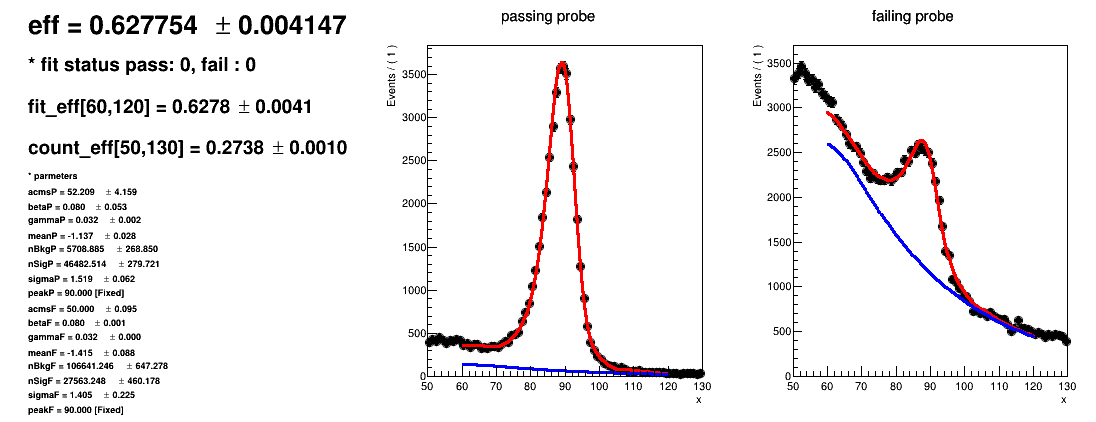 eff = 0.627754 ± 0.004147
* fit status pass: 0, fail : 0
fit_eff[60,120] = 0.6278 ± 0.0041
count_eff[50,130] = 0.2738 ± 0.0010
* parmeters
acmsP = 52.209 ± 4.159
betaP = 0.080 ± 0.053
gammaP = 0.032 ± 0.002
meanP = -1.137 ± 0.028
nBkgP = 5708.885 ± 268.850
nSigP = 46482.514 ± 279.721
sigmaP = 1.519 ± 0.062
peakP = 90.000 [Fixed]
acmsF = 50.000 ± 0.095
betaF = 0.080 ± 0.001
gammaF = 0.032 ± 0.000
meanF = -1.415 ± 0.088
nBkgF = 106641.246 ± 647.278
nSigF = 27563.248 ± 460.178
sigmaF = 1.405 ± 0.225
peakF = 90.000 [Fixed]
passing probe
Events / ( 1 )
3500
3000
2500
2000
1500
1000
500
0
50 60 70 80 90 100 110 120 130
x
failing probe
Events / ( 1 )
3500
3000
2500
2000
1500
1000
500
0
50 60 70 80 90 100 110 120 130
x